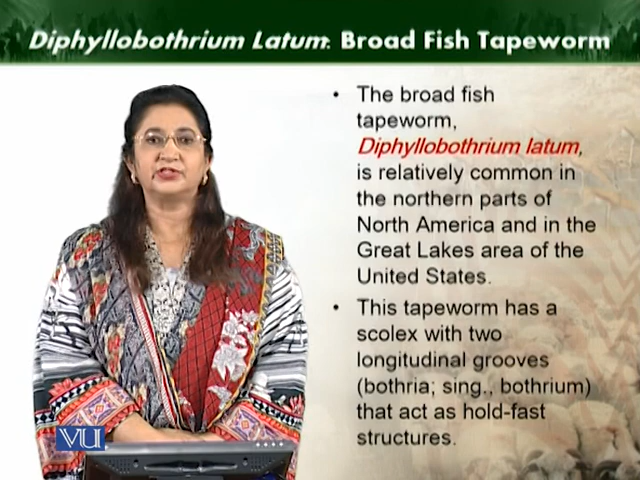 Diphyllobothrium Latum: Broad Fish Tapeworm
• The broad fish
tapeworm,
Diphyllobothrium latum,
is relatively common in
the northern parts of
North America and in the
Great Lakes area of the
United States.
• This tapeworm has a
scolex with two
longitudinal grooves
(bothria; sing., bothrium)
that act as hold-fast
structures.
VU